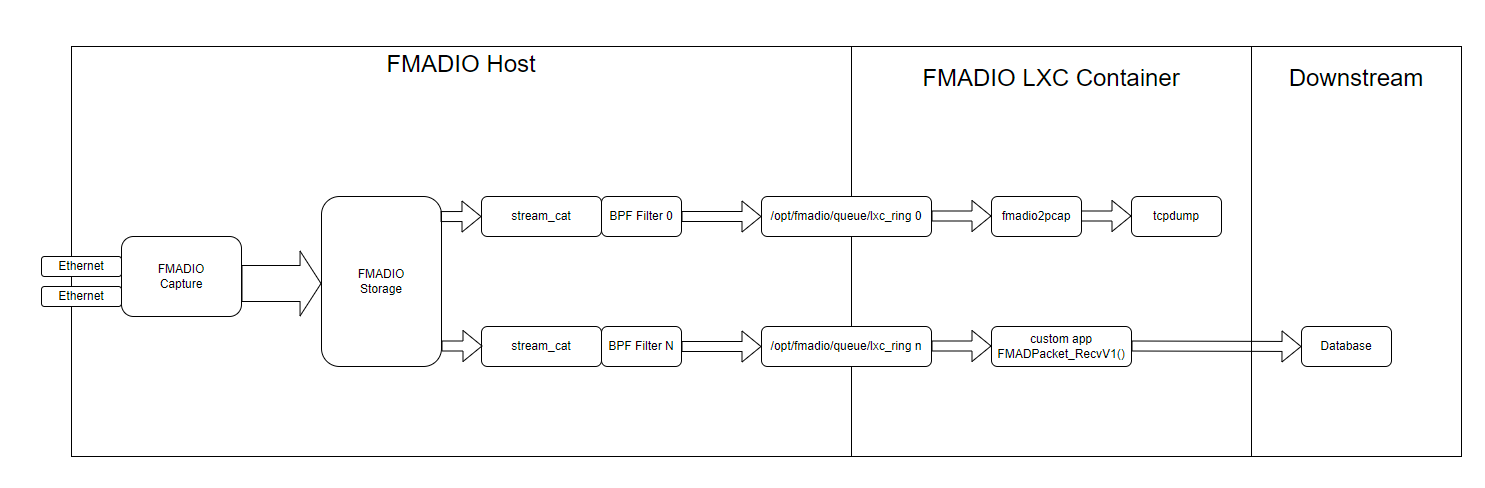 FMADIO Host
FMADIO LXC Container
Downstream
stream_cat
BPF Filter 0
/opt/fmadio/queue/lxc_ring 0
fmadio2pcap
tcpdump
Ethernet
Ethernet
FMADIO
Capture
FMADIO
Storage
stream_cat
BPF Filter N
/opt/fmadio/queue/lxc_ring n
custom app
FMADPacket_RecvV1()
Database